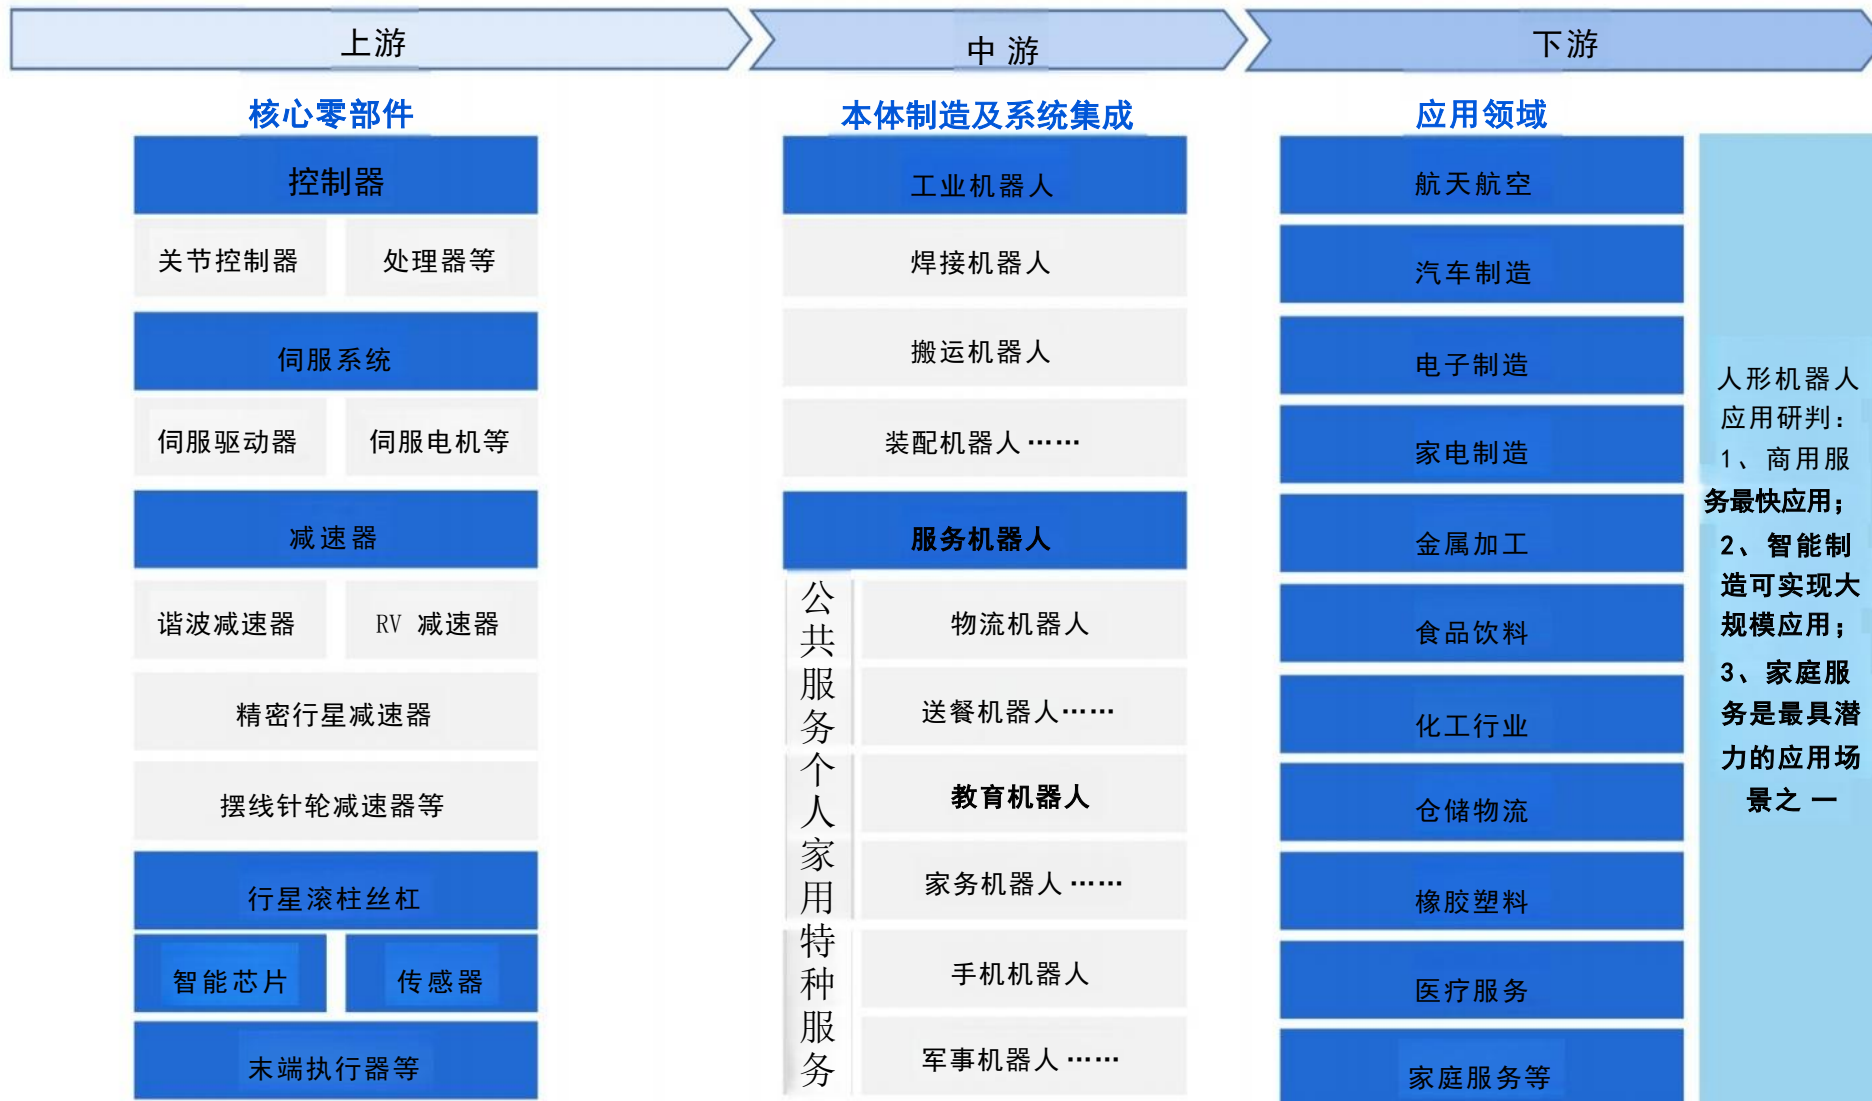 上游
中游
下游
核心零部件
本体制造及系统集成
应用领域
控制器
关节控制器
处理器等
伺服系统
伺服驱动器
伺服电机等
减速器
谐波减速器
RV 减速器
精密行星减速器
摆线针轮减速器等
行星滚柱丝杠
智能芯片
传感器
末端执行器等
工业机器人
焊接机器人
搬运机器人
装配机器人……
服务机器人
公共服务
物流机器人
送餐机器人……
个人家用
教育机器人
家务机器人……
特种服务
手机机器人
军事机器人……
航天航空
汽车制造
电子制造
家电制造
金属加工
食品饮料
化工行业
仓储物流
橡胶塑料
医疗服务
家庭服务等
人形机器人
应用研判：
1、商用服
务最快应用；
2、智能制
造可实现大
规模应用；
3、家庭服
务是最具潜
力的应用场
景之一